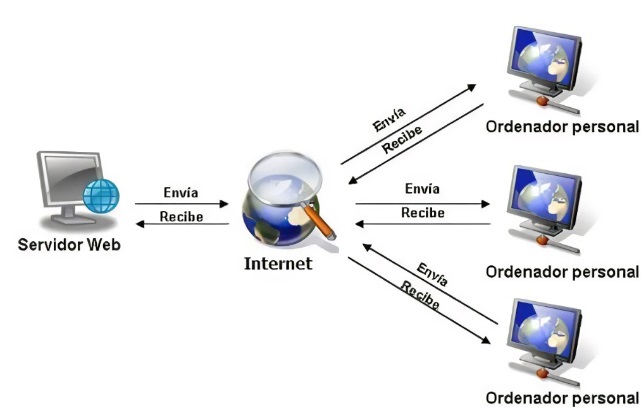 Envía
Recibe
Ordenador personal
Envía
Recibe
Envía
Recibe
Servidor Web
Internet
Ordenador personal
Envía
Recibe
Ordenador personal